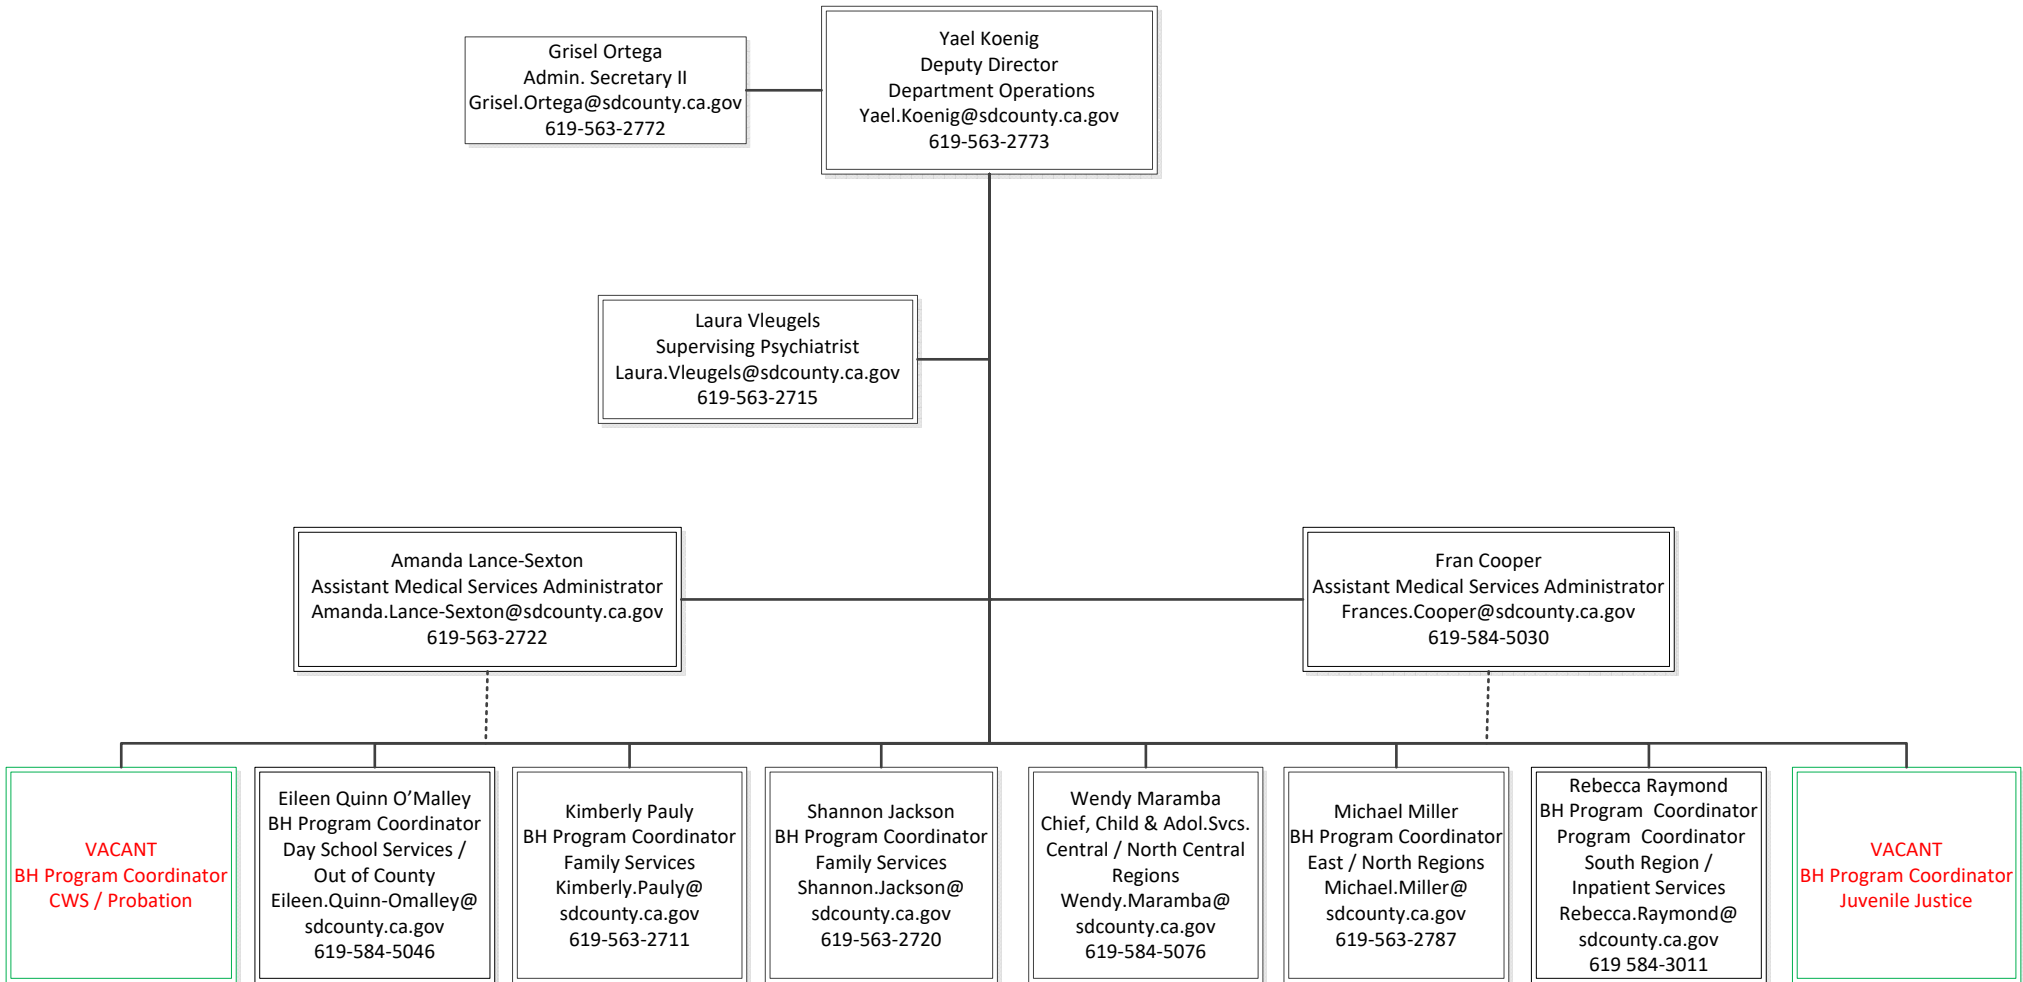 Grisel Ortega
Admin. Secretary II
Grisel.Ortega@sdcounty.ca.gov
619-563-2772
Yael Koenig
Deputy Director
Department Operations
Yael.Koenig@sdcounty.ca.gov
619-563-2773
Laura Vleugels
Supervising Psychiatrist
Laura.Vleugels@sdcounty.ca.gov
619-563-2715
Amanda Lance-Sexton
Assistant Medical Services Administrator
Amanda.Lance-Sexton@sdcounty.ca.gov
619-563-2722
Fran Cooper
Assistant Medical Services Administrator
Frances.Cooper@sdcounty.ca.gov
619-584-5030
VACANT
BH Program Coordinator
CWS / Probation
Eileen Quinn O’Malley
BH Program Coordinator
Day School Services /
Out of County
Eileen.Quinn-Omalley@
sdcounty.ca.gov
619-584-5046
Kimberly Pauly
BH Program Coordinator
Family Services
Kimberly.Pauly@
sdcounty.ca.gov
619-563-2711
Shannon Jackson
BH Program Coordinator
Family Services
Shannon.Jackson@
sdcounty.ca.gov
619-563-2720
Wendy Maramba
Chief, Child & Adol.Svcs.
Central / North Central
Regions
Wendy.Maramba@
sdcounty.ca.gov
619-584-5076
Michael Miller
BH Program Coordinator
East / North Regions
Michael.Miller@
sdcounty.ca.gov
619-563-2787
Rebecca Raymond
BH Program  Coordinator
Program  Coordinator
South Region /
Inpatient Services
Rebecca.Raymond@
sdcounty.ca.gov
619 584-3011
VACANT
BH Program Coordinator
Juvenile Justice